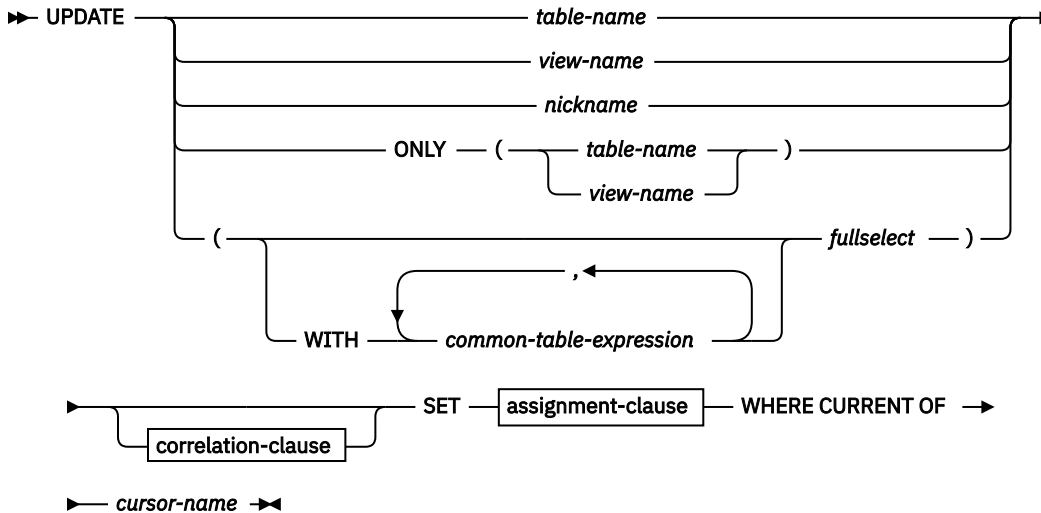 UPDATE table-name
view-name
nickname
ONLY ( table-name )
view-name
( fullselect )
,
WITH common-table-expression
SET assignment-clause WHERE CURRENT OF
correlation-clause
cursor-name